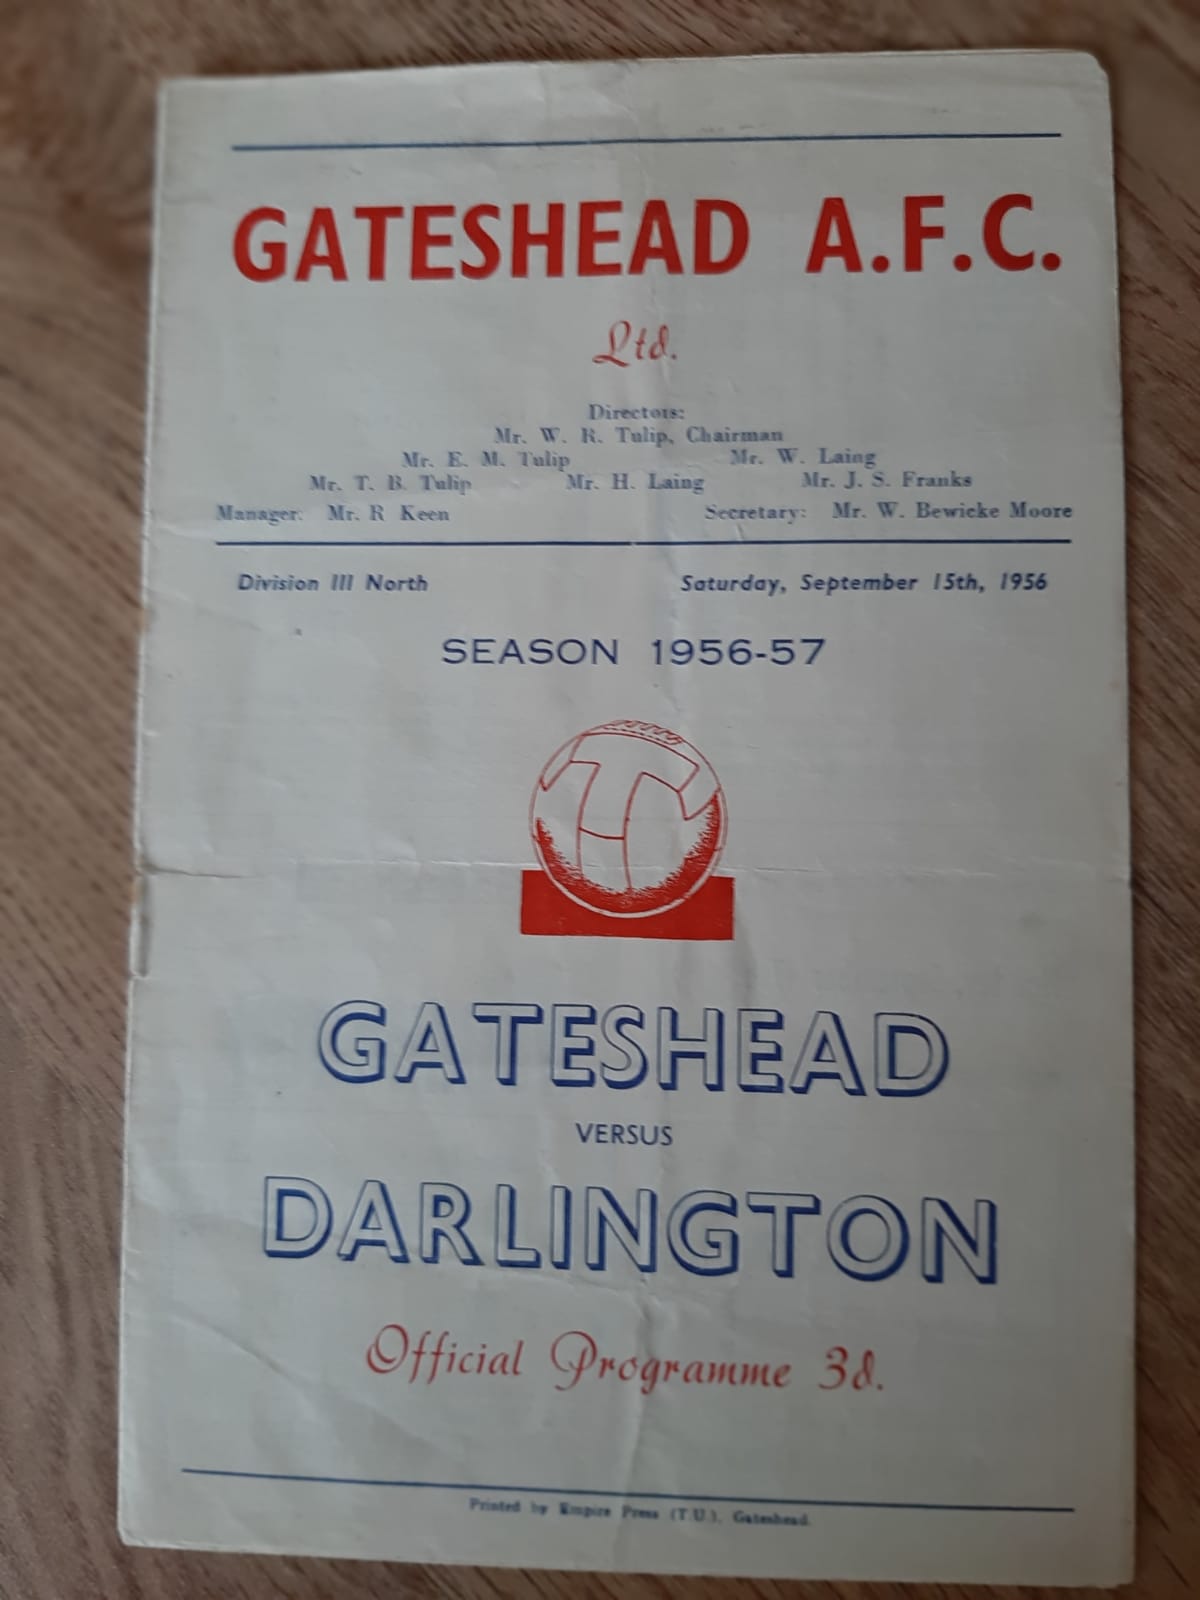 GATESHEAD A.F.C.
Ltd.
Directors:
Mr. W. R. Tulip, Chairman
Mr. E. M. Tulip Mr. W. Laing
Mr. T. B. Tulip Mr. H. Laing Mr. J. S. Franks
Manager: Mr. R Keen Secretary: Mr. W. Bewicke Moore
Division III North Saturday, September 15th, 1956
SEASON 1956-57
GATESHEAD
VERSUS
DARLINGTON
Official Programme 3d.
Printed by Empire Press (T.U.), Gateshead.